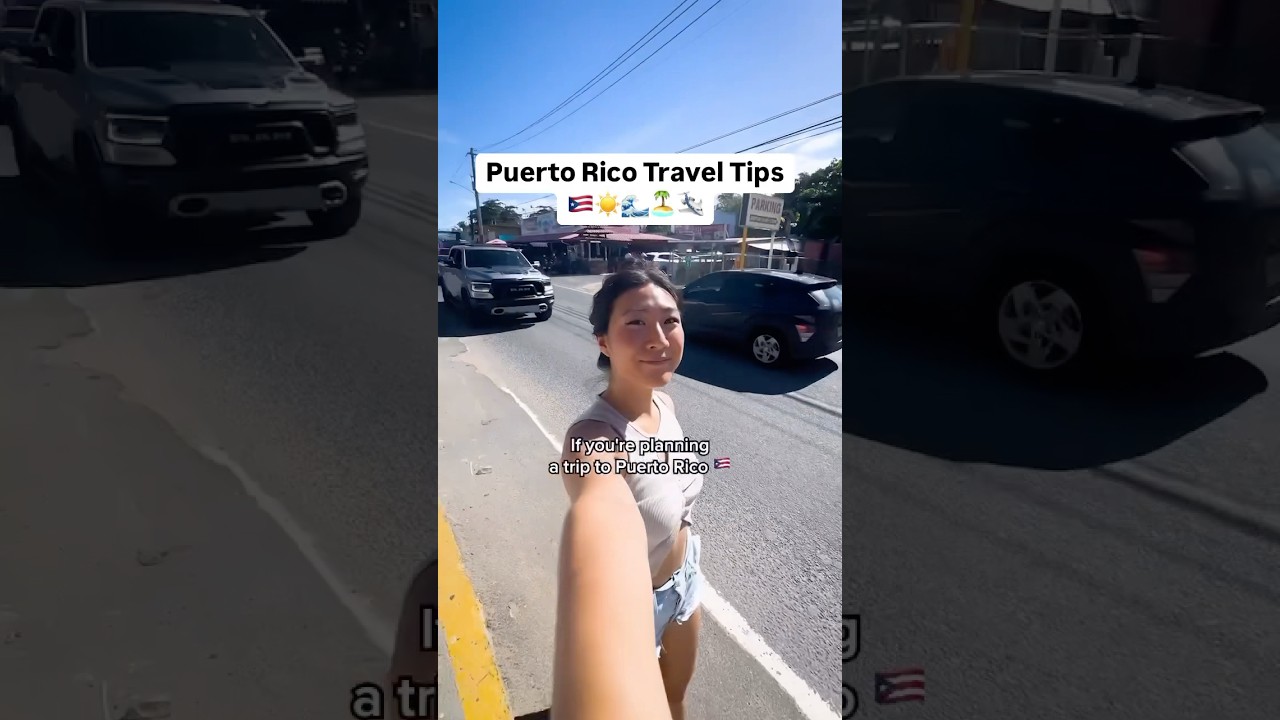 Puerto Rico Travel Tips
🇵🇷☀️🌊🏝️🛩️
PARKING
If you're planning
a trip to Puerto Rico 🇵🇷